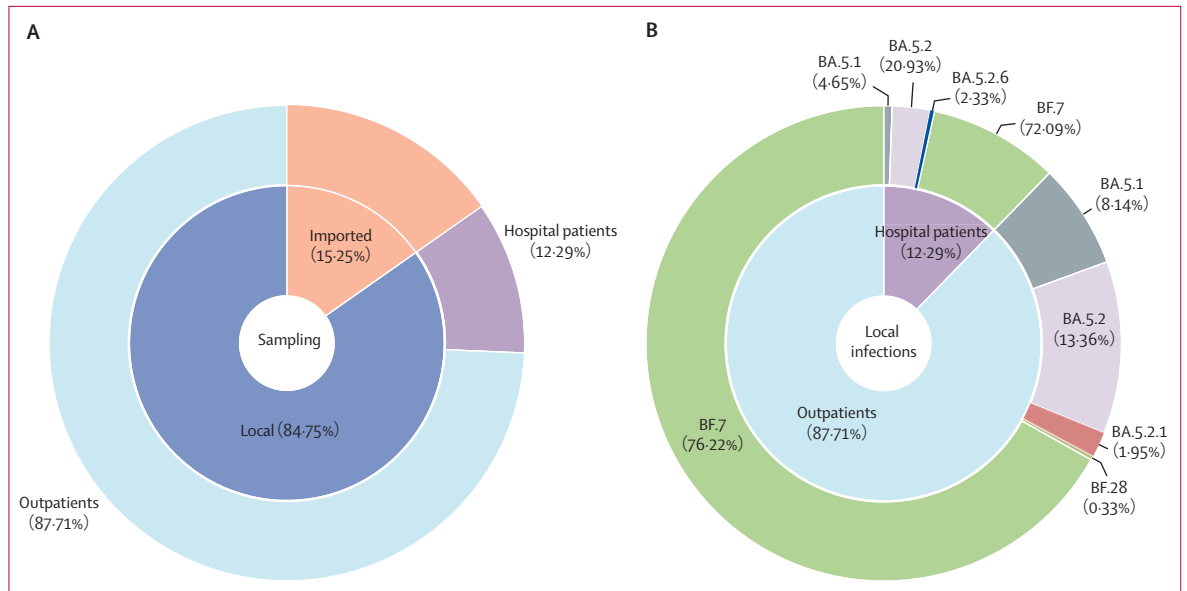 A
Imported
(15·25%)
Hospital patients
(12·29%)
Sampling
Local (84·75%)
Outpatients
(87·71%)
B
BA.5.1
(4·65%)
BA.5.2
(20·93%)
BA.5.2.6
(2·33%)
BF.7
(72·09%)
BA.5.1
(8·14%)
Hospital patients
(12·29%)
BA.5.2
(13·36%)
Local
infections
Outpatients
(87·71%)
BF.7
(76·22%)
BA.5.2.1
(1·95%)
BF.28
(0·33%)